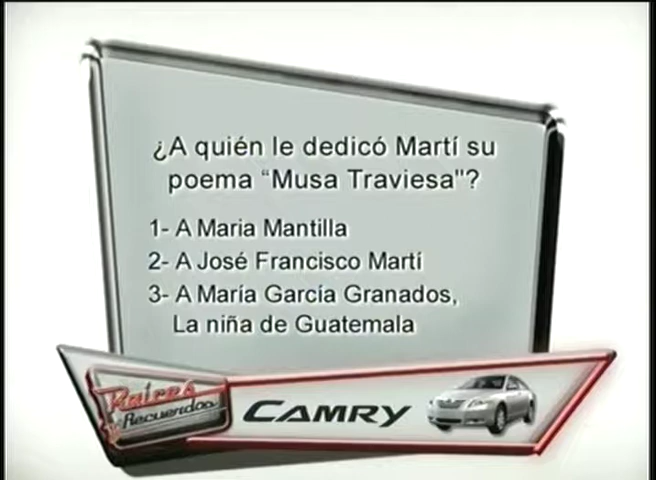 ¿A quién le dedicó Martí su
poema “Musa Traviesa"?
1- A Maria Mantilla
2- A José Francisco Martí
3- A María García Granados,
La niña de Guatemala
Raíces
y Recuerdos
CAMRY